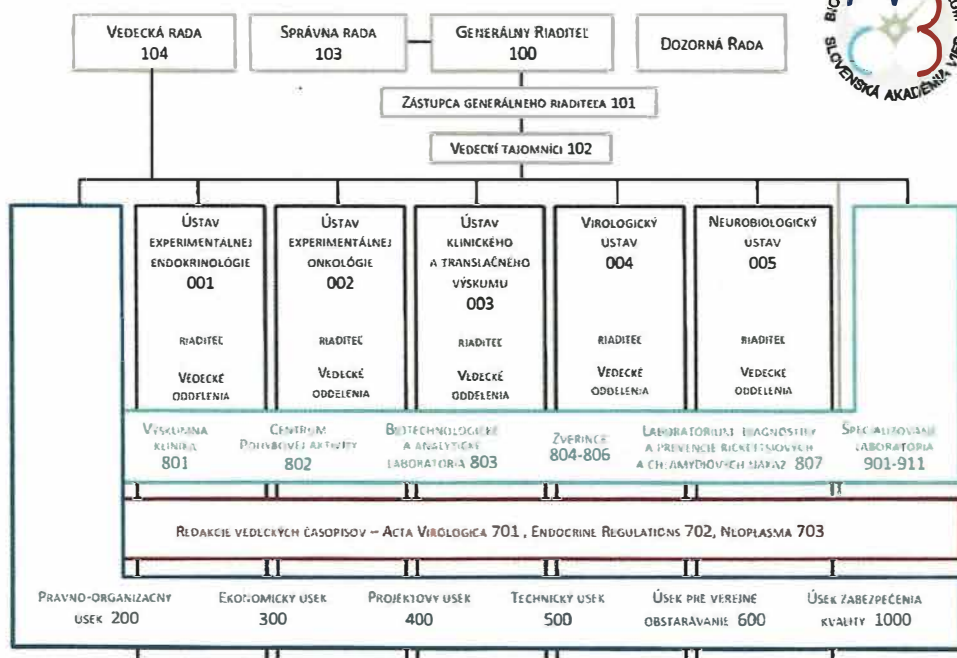 VEDECKÁ RADA
104
SPRÁVNA RADA
103
GENERÁLNY RIADITEĽ
100
DOZORNÁ RADA
SLOVENSKÁ AKADÉMIA VIED
ZÁSTUPCA GENERÁLNEHO RIADITEĽA 101
VEDECKÍ TAJOMNÍCI 102
ÚSTAV
EXPERIMENTÁLNEJ
ENDOKRINOLÓGIE
001
RIADITEĽ
VEDECKÉ
ODDELENIA
ÚSTAV
EXPERIMENTÁLNEJ
ONKOLÓGIE
002
RIADITEĽ
VEDECKÉ
ODDELENIA
ÚSTAV
KLINICKÉHO
A TRANSLAČNÉHO
VÝSKUMU
003
RIADITEĽ
VEDECKÉ
ODDELENIA
VIROLOGICKÝ
ÚSTAV
004
RIADITEĽ
VEDECKÉ
ODDELENIA
NEUROBIOLOGICKÝ
ÚSTAV
005
RIADITEĽ
VEDECKÉ
ODDELENIA
VÝSKUMNÁ
KLINIKA
801
CENTRUM
POHYBOVEJ AKTIVITY
802
BIOTECHNOLOGICKÉ
A ANALYTICKÉ
LABORATÓRIA 803
ZVERINCE
804-806
LABORATÓRIUM DIAGNOSTIKY
A PREVENCIE RICKETTSIOVÝCH
A CHLAMÝDIOVÝCH NÁKAZ 807
ŠPECIALIZOVANÉ
LABORATÓRIA
901-911
REDAKCIE VEDECKÝCH ČASOPISOV – ACTA VIROLOGICA 701 , ENDOCRINE REGULATIONS 702, NEOPLASMA 703
PRÁVNO-ORGANIZAČNÝ
ÚSEK 200
EKONOMICKÝ ÚSEK
300
PROJEKTOVÝ ÚSEK
400
TECHNICKÝ ÚSEK
500
ÚSEK PRE VEREJNÉ
OBSTARÁVANIE 600
ÚSEK ZABEZPEČENIA
KVALITY 1000